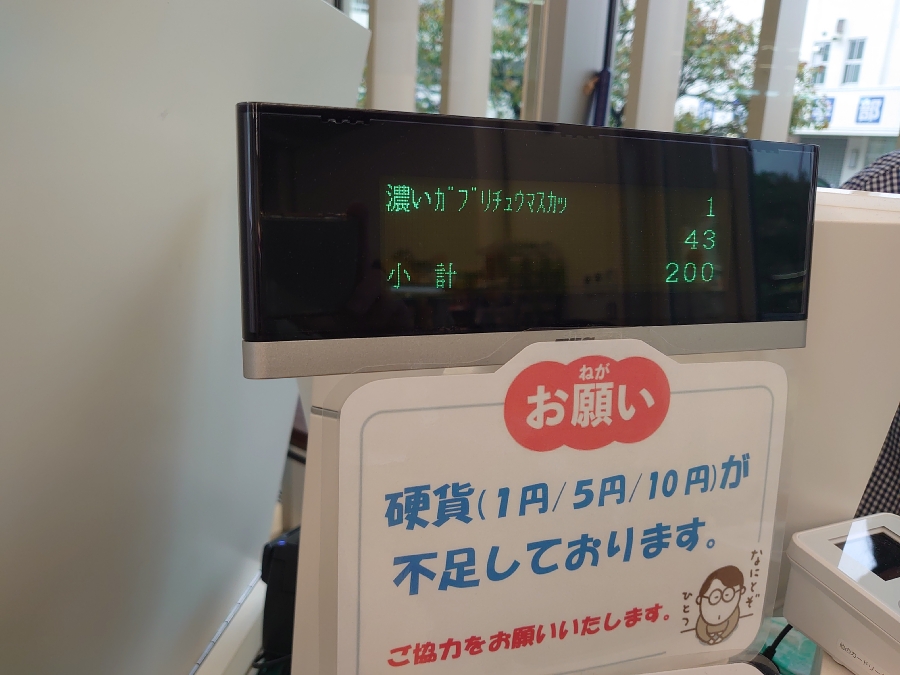 濃いｶﾞﾌﾞﾘﾁｭｳﾏｽｶｯ 1
43
小 計 200
ねが
お願い
硬貨(1円/5円/10円)が
不足しております。
なにとぞ
ひとつ
ご協力をお願いいたします。